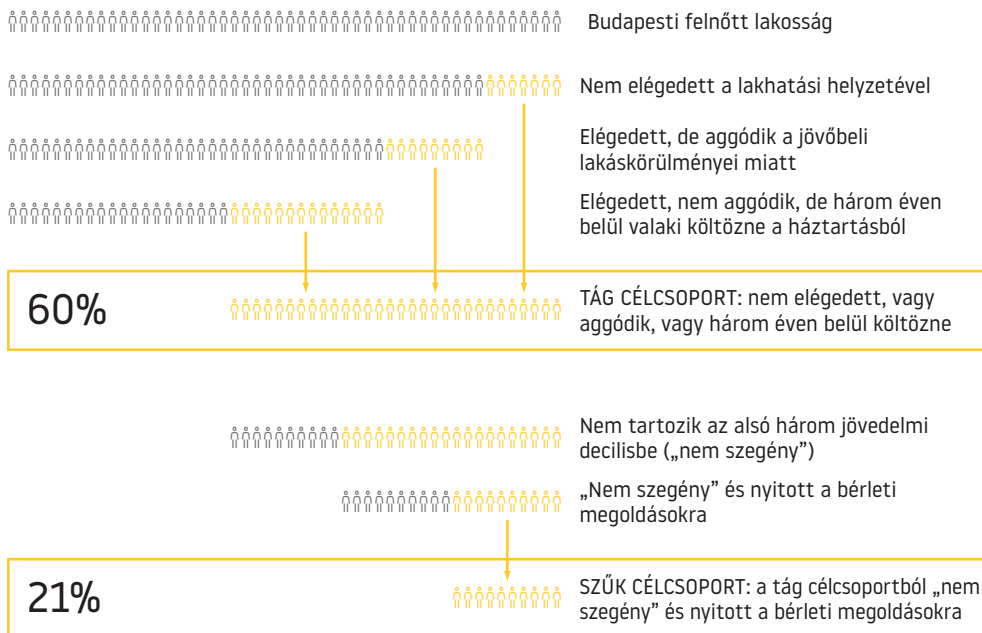 Budapesti felnőtt lakosság
Nem elégedett a lakhatási helyzetével
Elégedett, de aggódik a jövőbeli
lakáskörülményei miatt
Elégedett, nem aggódik, de három éven
belül valaki költözne a háztartásból
60%
TÁG CÉLCSOPORT: nem elégedett, vagy
aggódik, vagy három éven belül költözne
Nem tartozik az alsó három jövedelmi
decilisbe („nem szegény”)
„Nem szegény” és nyitott a bérleti
megoldásokra
21%
SZŰK CÉLCSOPORT: a tág célcsoportból „nem
szegény” és nyitott a bérleti megoldásokra